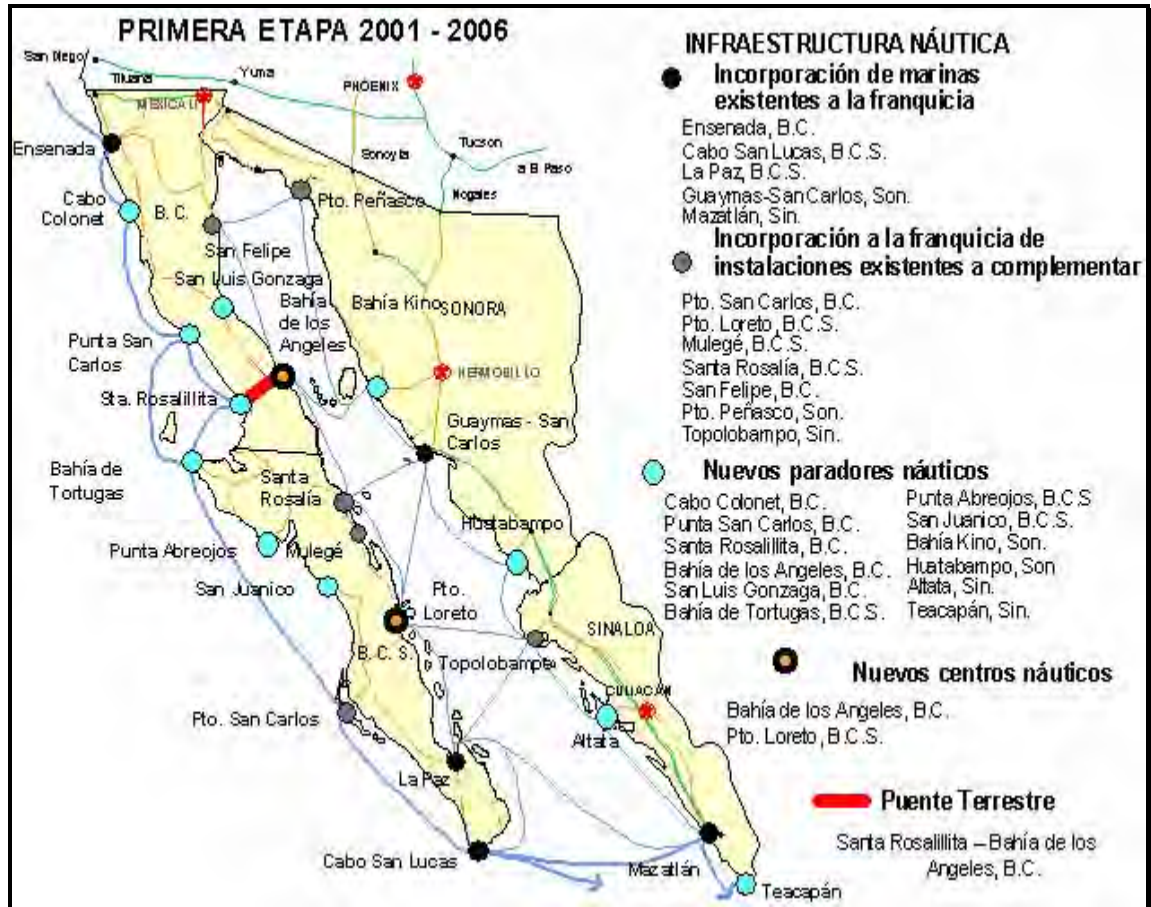 PRIMERA ETAPA 2001 - 2006
San Diego
Tijuana
Yuma
MEXICALI
PHOENIX
Tucson
a El Paso
Sonoyta
Nogales
Ensenada
Cabo
Colonet
B. C.
San Felipe
Pto. Peñasco
San Luis Gonzaga
Bahía
de los
Angeles
Bahía Kino
SONORA
HERMOSILLO
Punta San
Carlos
Sta. Rosalillita
Guaymas - San
Carlos
Bahía de
Tortugas
Santa
Rosalía
Huatabampo
Punta Abreojos
Mulegé
San Juanico
Pto.
Loreto
B.C.S.
Topolobampo
SINALOA
CULIACÁN
Pto. San Carlos
Altata
La Paz
Cabo San Lucas
Mazatlán
Teacapán
INFRAESTRUCTURA NÁUTICA
Incorporación de marinas
existentes a la franquicia
Ensenada, B.C.
Cabo San Lucas, B.C.S.
La Paz, B.C.S.
Guaymas-San Carlos, Son.
Mazatlán, Sin.
Incorporación a la franquicia de
instalaciones existentes a complementar
Pto. San Carlos, B.C.
Pto. Loreto, B.C.S.
Mulegé, B.C.S.
Santa Rosalía, B.C.S.
San Felipe, B.C.
Pto. Peñasco, Son.
Topolobampo, Sin.
Nuevos paradores náuticos
Cabo Colonet, B.C.
Punta San Carlos, B.C.
Santa Rosalillita, B.C.
Bahía de los Angeles, B.C.
San Luis Gonzaga, B.C.
Bahía de Tortugas, B.C.S.
Punta Abreojos, B.C.S
San Juanico, B.C.S.
Bahía Kino, Son.
Huatabampo, Son
Altata, Sin.
Teacapán, Sin.
Nuevos centros náuticos
Bahía de los Angeles, B.C.
Pto. Loreto, B.C.S.
Puente Terrestre
Santa Rosalillita – Bahía de los
Angeles, B.C.